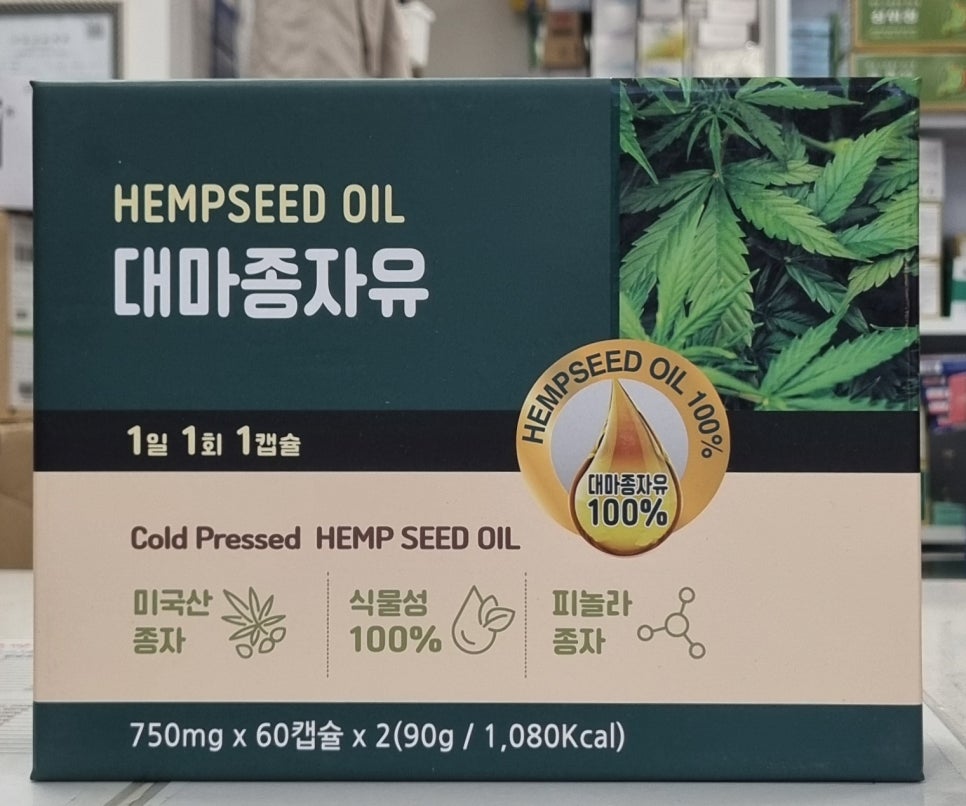 HEMPSEED OIL
대마종자유
HEMPSEED OIL 100%
대마종자유
100%
1일 1회 1캡슐
Cold Pressed HEMP SEED OIL
미국산
종자
식물성
100%
피놀라
종자
750mg x 60캡슐 x 2(90g / 1,080Kcal)